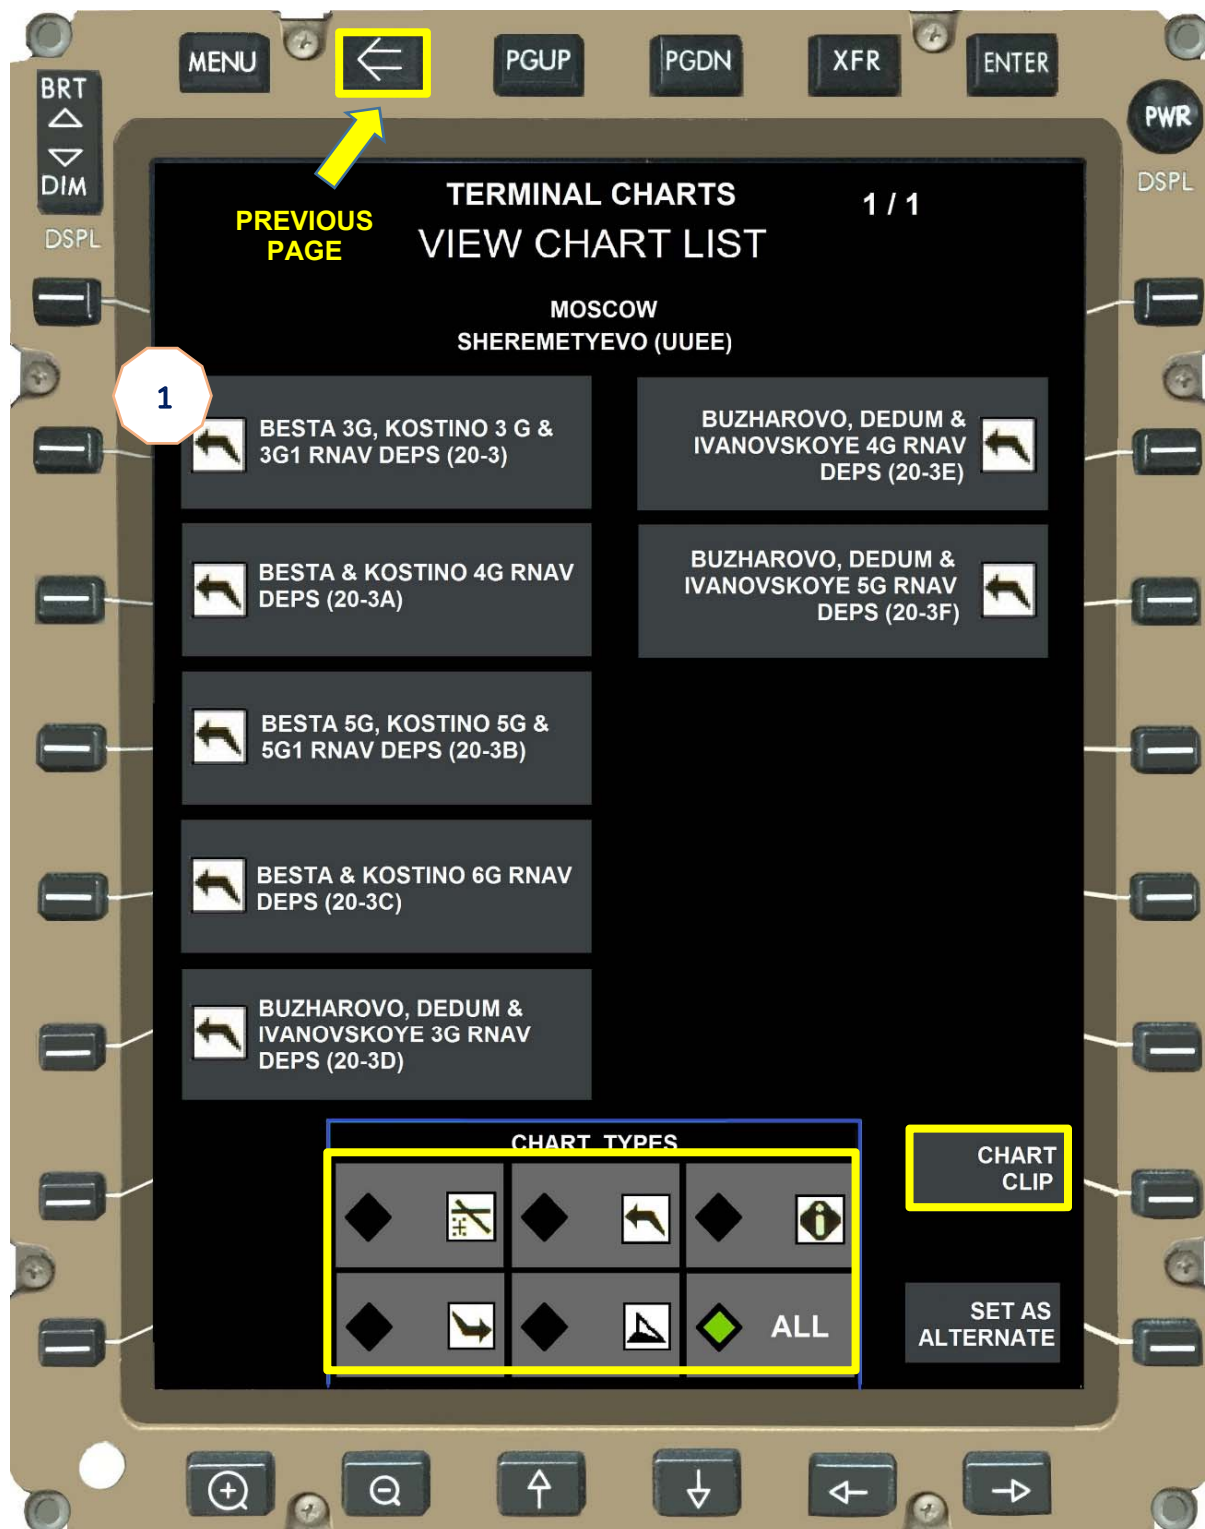 MENU
PGUP
PGDN
XFR
ENTER
BRT
DIM
DSPL
PWR
DSPL
PREVIOUS
PAGE
TERMINAL CHARTS
1 / 1
VIEW CHART LIST
MOSCOW
SHEREMETYEVO (UUEE)
1
BESTA 3G, KOSTINO 3 G &
3G1 RNAV DEPS (20-3)
BUZHAROVO, DEDUM &
IVANOVSKOYE 4G RNAV
DEPS (20-3E)
BESTA & KOSTINO 4G RNAV
DEPS (20-3A)
BUZHAROVO, DEDUM &
IVANOVSKOYE 5G RNAV
DEPS (20-3F)
BESTA 5G, KOSTINO 5G &
5G1 RNAV DEPS (20-3B)
BESTA & KOSTINO 6G RNAV
DEPS (20-3C)
BUZHAROVO, DEDUM &
IVANOVSKOYE 3G RNAV
DEPS (20-3D)
CHART TYPES
ALL
CHART
CLIP
SET AS
ALTERNATE